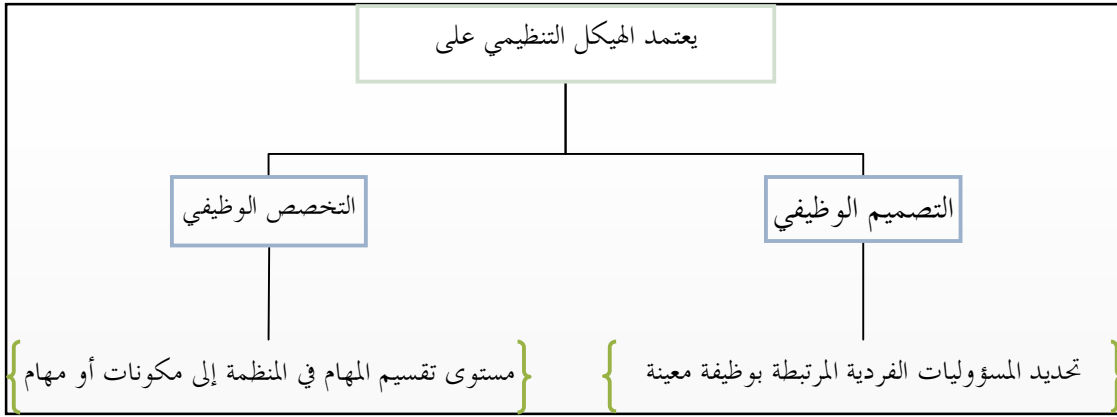 يعتمد الهيكل التنظيمي على
التصميم الوظيفي
التخصص الوظيفي
تحديد المسؤوليات الفردية المرتبطة بوظيفة معينة
مستوى تقسيم المهام في المنظمة إلى مكونات أو مهام